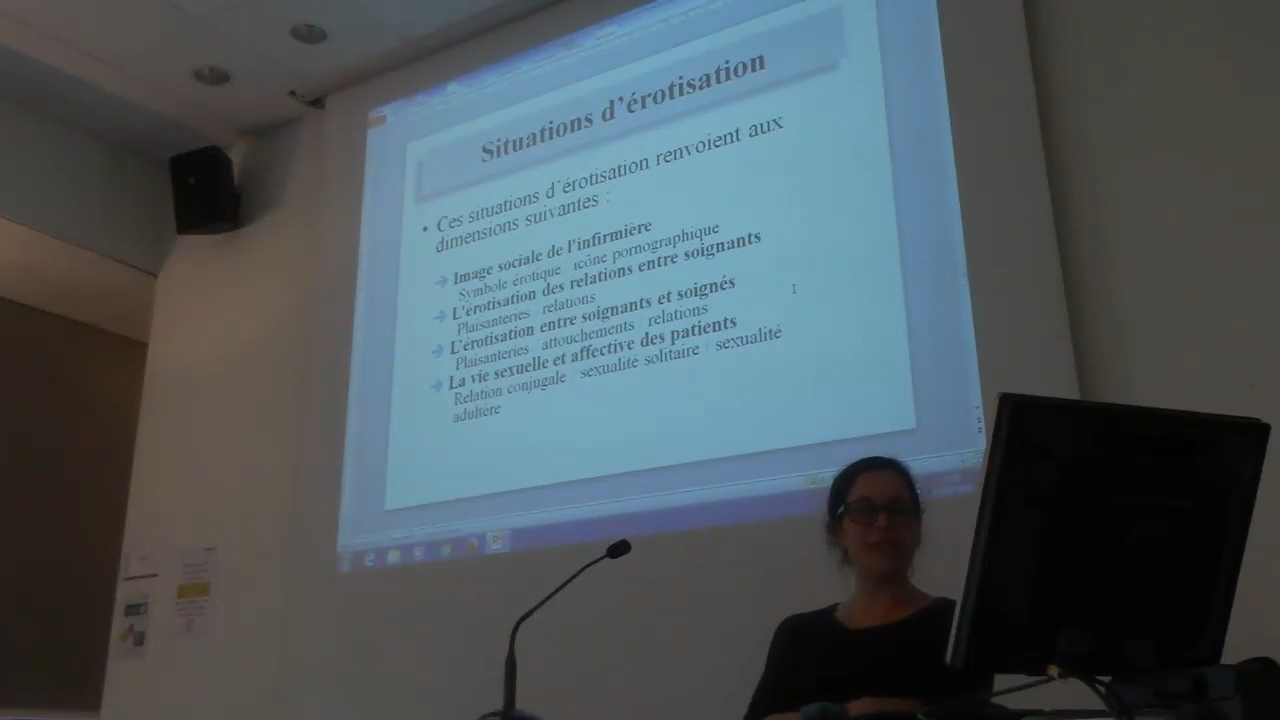 Situations d'érotisation
• Ces situations d'érotisation renvoient aux
dimensions suivantes :
Image sociale de l'infirmière
Symbole érotique icône pornographique
L'érotisation des relations entre soignants
Plaisanteries relations
L'érotisation entre soignants et soignés
Plaisanteries attouchements relations
La vie sexuelle et affective des patients
Relation conjugale sexualité solitaire sexualité
adultère